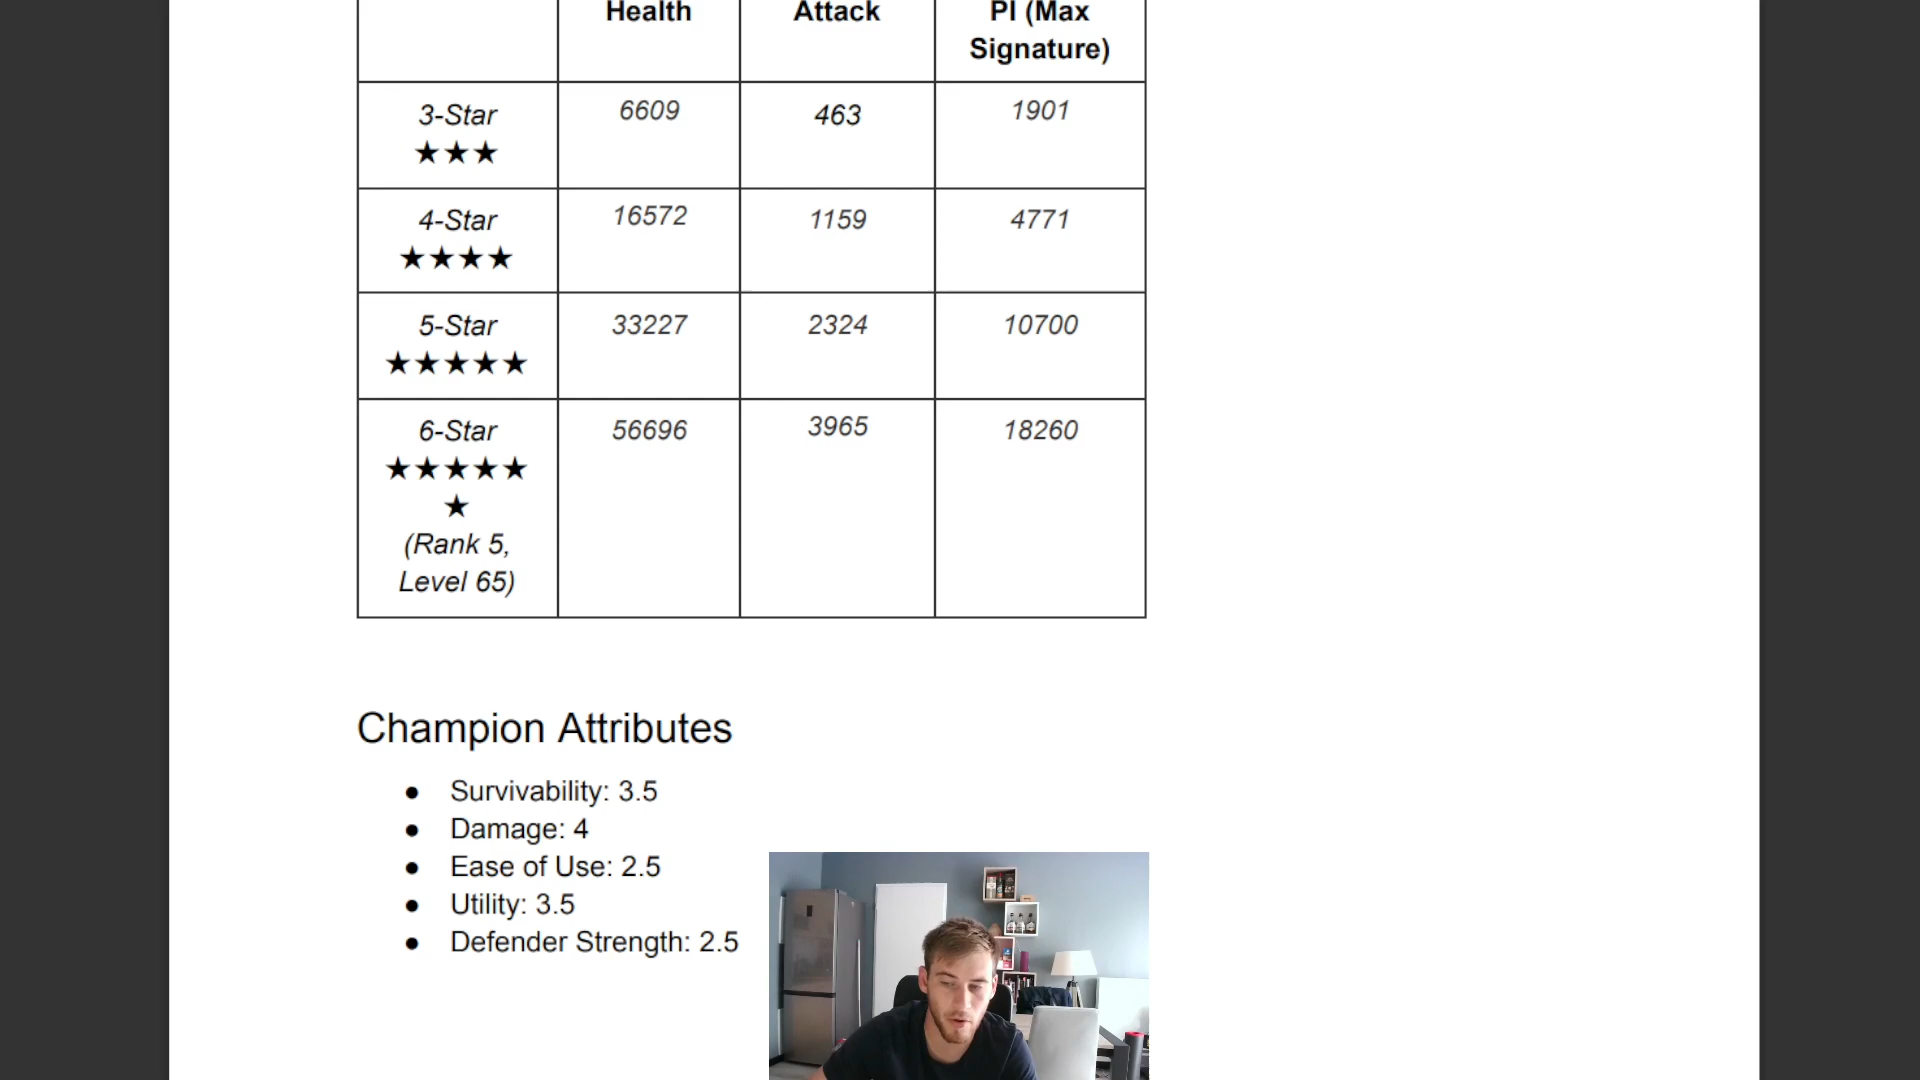 Health Attack PI (Max
Signature)
3-Star 6609 463 1901
★★★
4-Star 16572 1159 4771
★★★★
5-Star 33227 2324 10700
★★★★★
6-Star 56696 3965 18260
★★★★★
★
(Rank 5,
Level 65)
Champion Attributes
● Survivability: 3.5
● Damage: 4
● Ease of Use: 2.5
● Utility: 3.5
● Defender Strength: 2.5